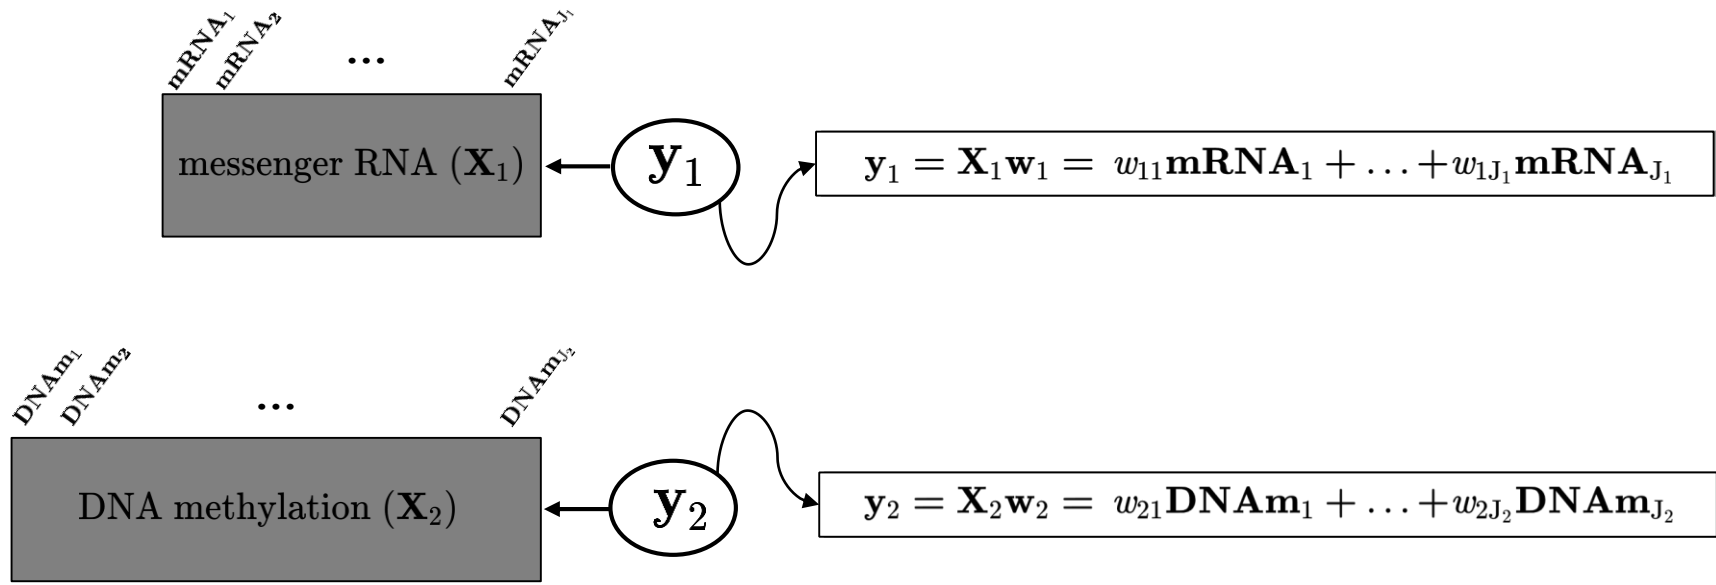 mRNA₁ mRNA₂ ... mRNA_J₁
messenger RNA (X₁)
y₁
y₁ = X₁w₁ = w₁₁mRNA₁ + ... + w₁J₁mRNA_J₁
DNAm₁ DNAm₂ ... DNAm_J₂
DNA methylation (X₂)
y₂
y₂ = X₂w₂ = w₂₁DNAm₁ + ... + w₂J₂DNAm_J₂